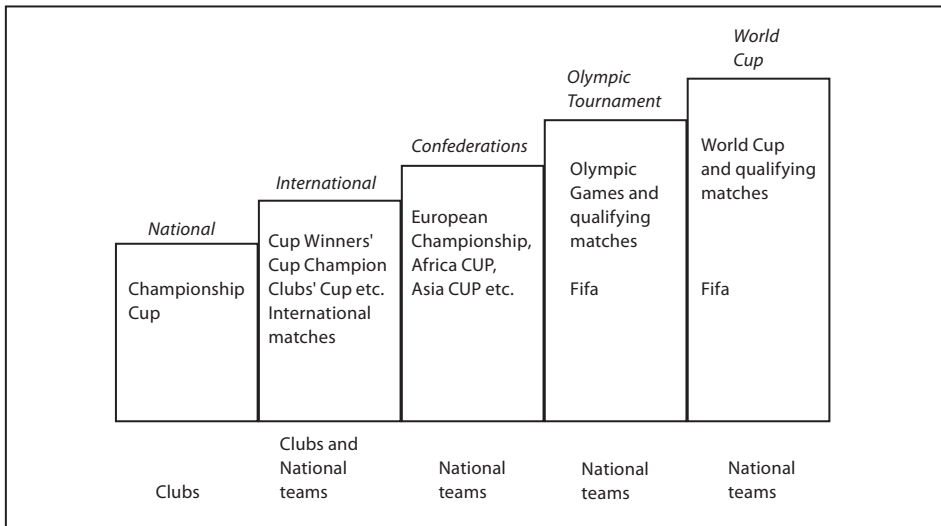 National
Championship
Cup
Clubs
International
Cup Winners'
Cup Champion
Clubs' Cup etc.
International
matches
Clubs and
National
teams
Confederations
European
Championship,
Africa CUP,
Asia CUP etc.
National
teams
Olympic
Tournament
Olympic
Games and
qualifying
matches
Fifa
National
teams
World
Cup
World Cup
and qualifying
matches
Fifa
National
teams